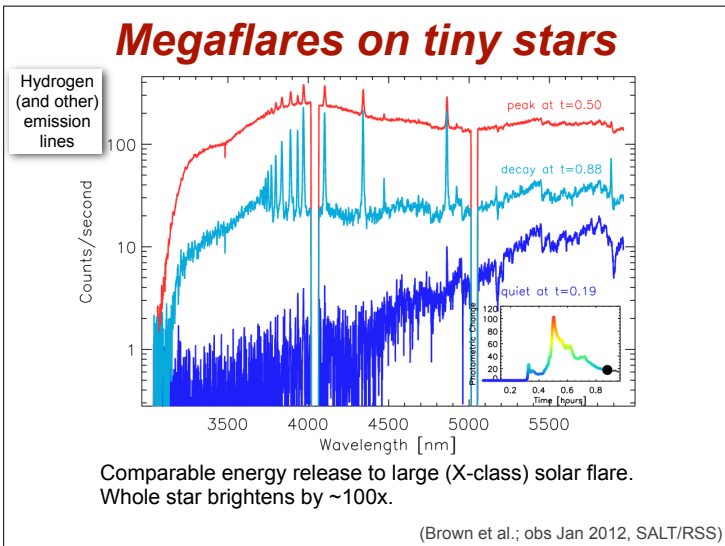 Megaflares on tiny stars
Hydrogen
(and other)
emission
lines
peak at t=0.50
decay at t=0.88
quiet at t=0.19
Counts/second
100
10
1
3500 4000 4500 5000 5500
Wavelength [nm]
Photometric Change
120
100
80
60
40
20
0
0.2 0.4 0.6 0.8
Time [hours]
Comparable energy release to large (X-class) solar flare.
Whole star brightens by ~100x.
(Brown et al.; obs Jan 2012, SALT/RSS)